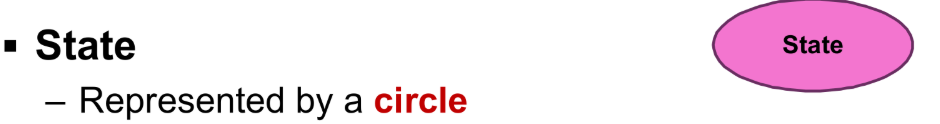 ▪ State
– Represented by a circle
State